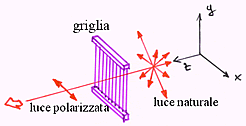 griglia
y
z
x
luce polarizzata
luce naturale